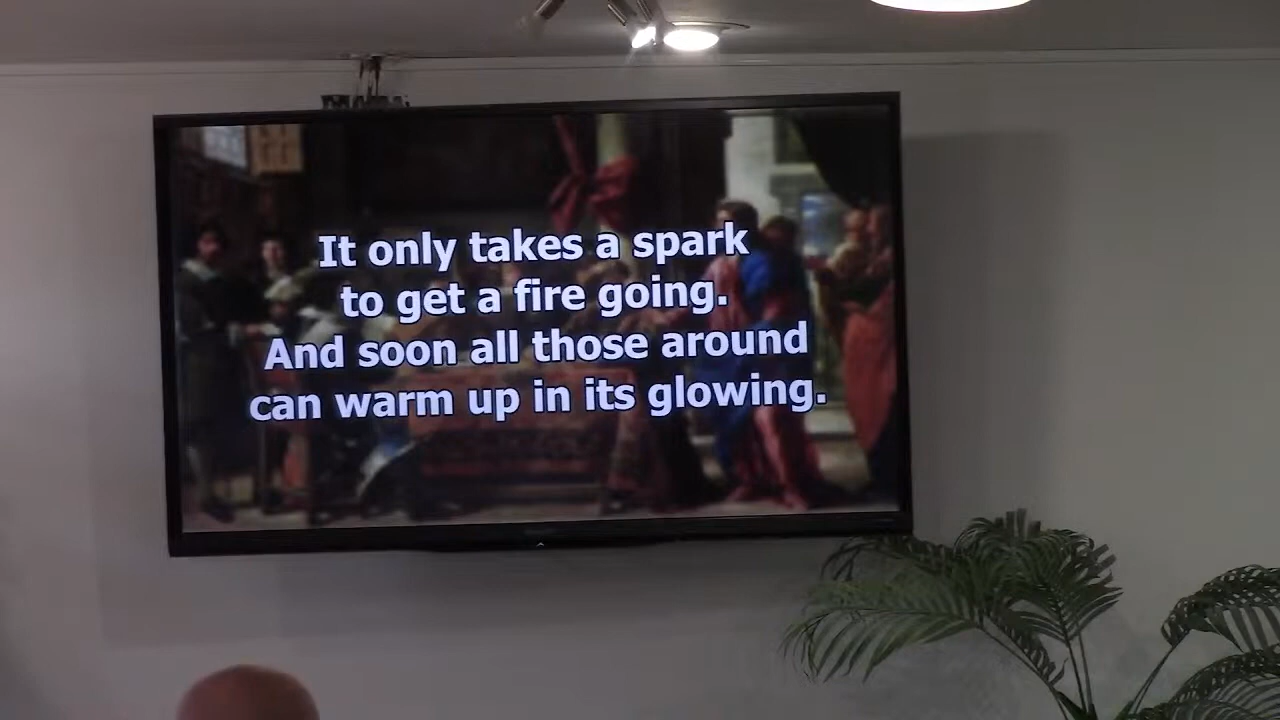 It only takes a spark
to get a fire going.
And soon all those around
can warm up in its glowing.